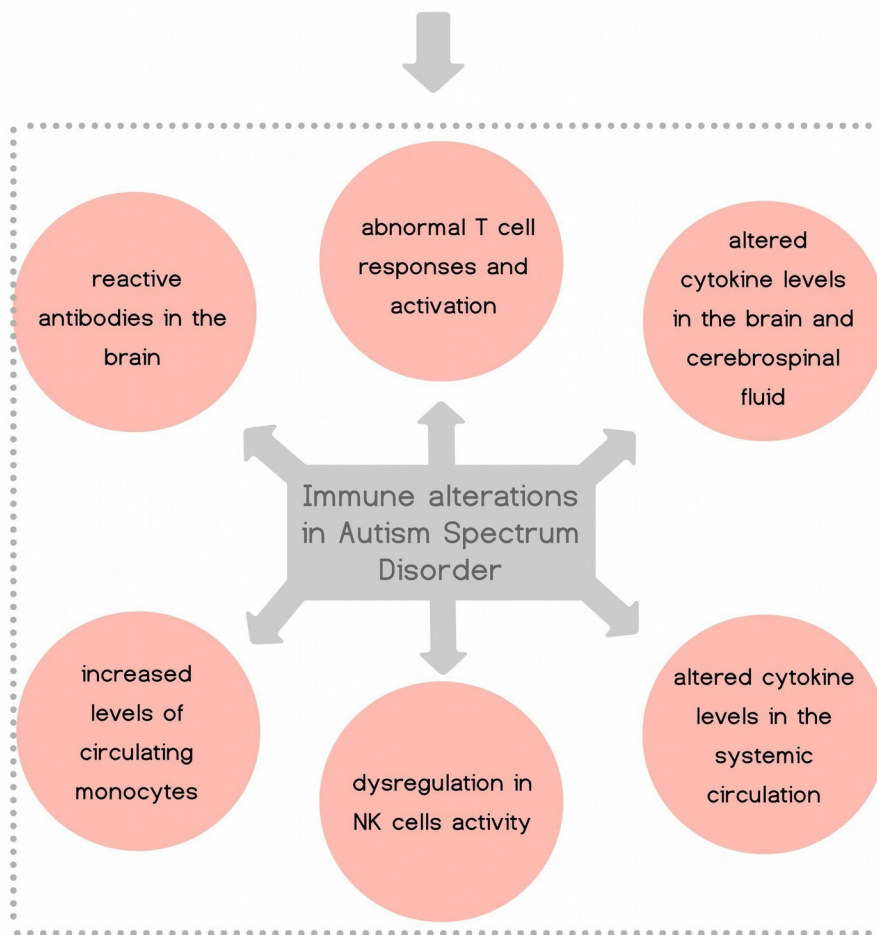 abnormal T cell
responses and
activation
reactive
antibodies in the
brain
altered
cytokine levels
in the brain and
cerebrospinal
fluid
Immune alterations
in Autism Spectrum
Disorder
increased
levels of
circulating
monocytes
dysregulation in
NK cells activity
altered cytokine
levels in the
systemic
circulation